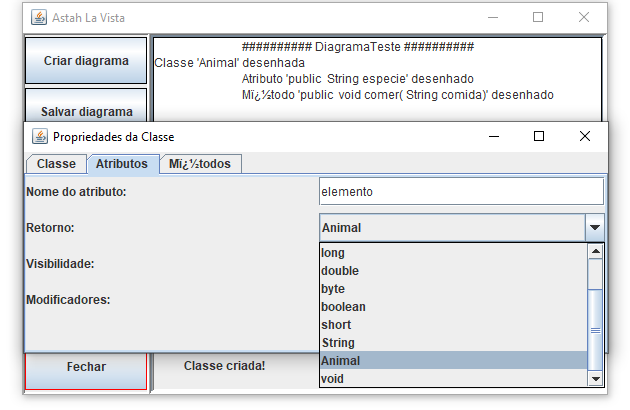 Astah La Vista
Criar diagrama
Salvar diagrama
########## DiagramaTeste ##########
Classe 'Animal' desenhada
Atributo 'public String especie' desenhado
Mï¿½todo 'public void comer( String comida)' desenhado
Propriedades da Classe
Classe Atributos Mï¿½todos
Nome do atributo: elemento
Retorno: Animal
Visibilidade:
Modificadores:
long
double
byte
boolean
short
String
Animal
void
Fechar
Classe criada!